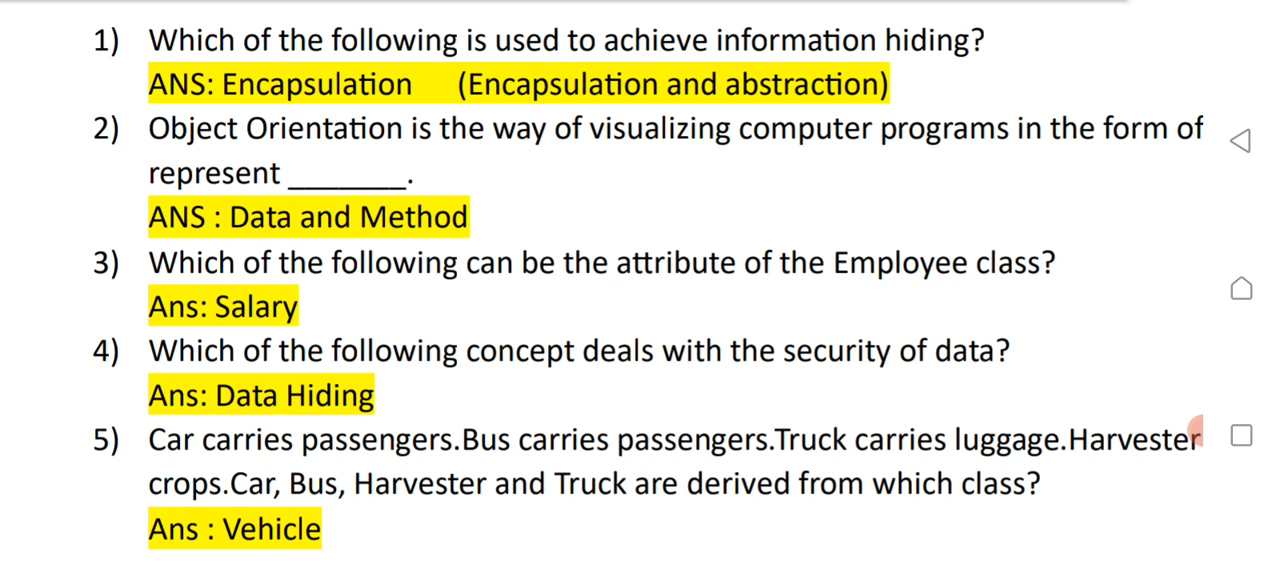 1) Which of the following is used to achieve information hiding?
ANS: Encapsulation (Encapsulation and abstraction)
2) Object Orientation is the way of visualizing computer programs in the form of
represent _______.
ANS : Data and Method
3) Which of the following can be the attribute of the Employee class?
Ans: Salary
4) Which of the following concept deals with the security of data?
Ans: Data Hiding
5) Car carries passengers.Bus carries passengers.Truck carries luggage.Harvester
crops.Car, Bus, Harvester and Truck are derived from which class?
Ans : Vehicle